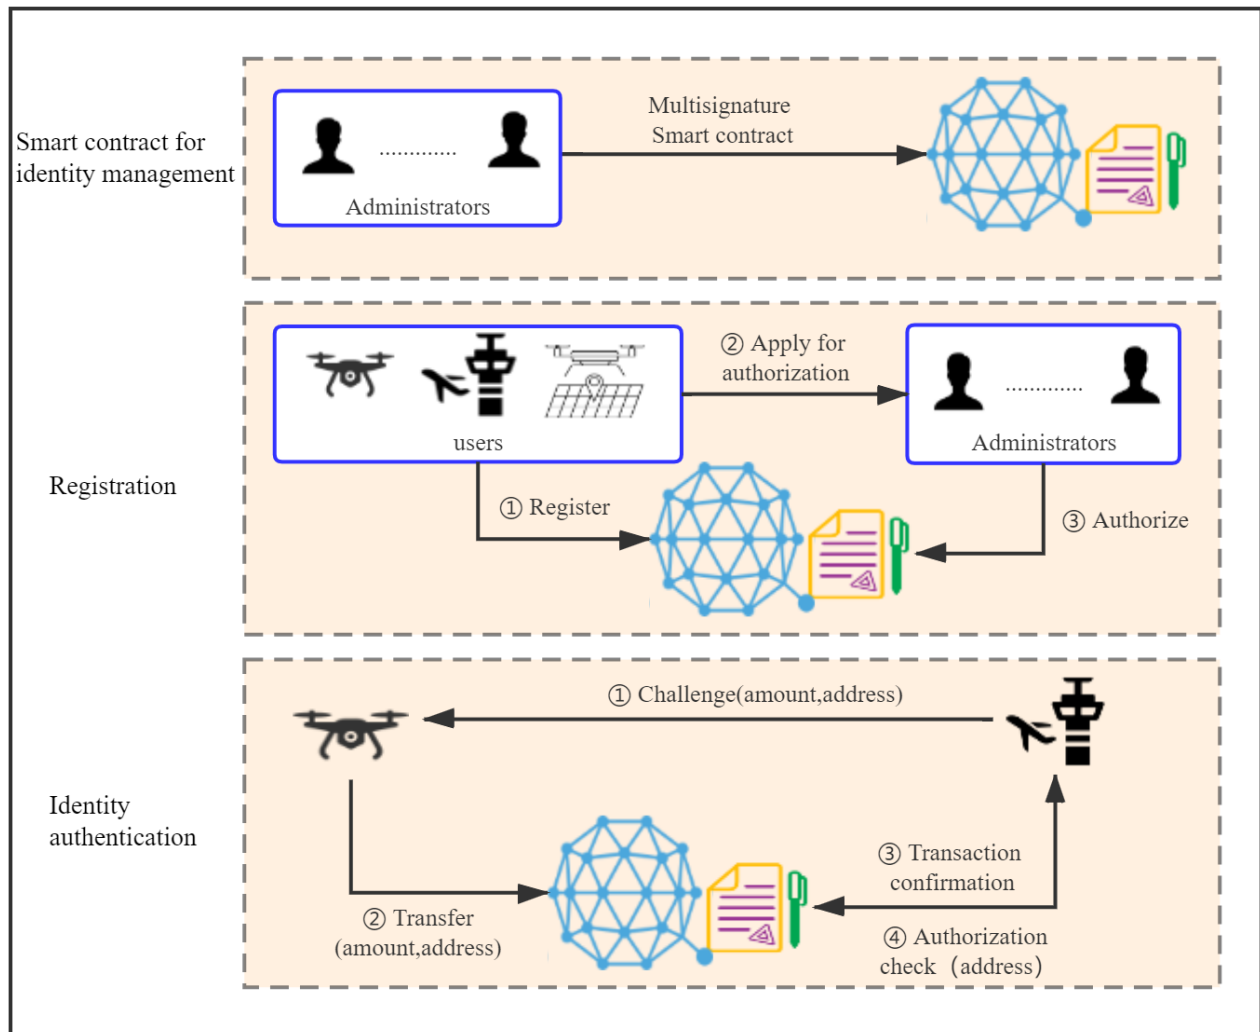 Smart contract for
identity management
Administrators
Multisignature
Smart contract
Registration
users
② Apply for
authorization
Administrators
① Register
③ Authorize
Identity
authentication
① Challenge(amount,address)
② Transfer
(amount,address)
③ Transaction
confirmation
④ Authorization
check（address）